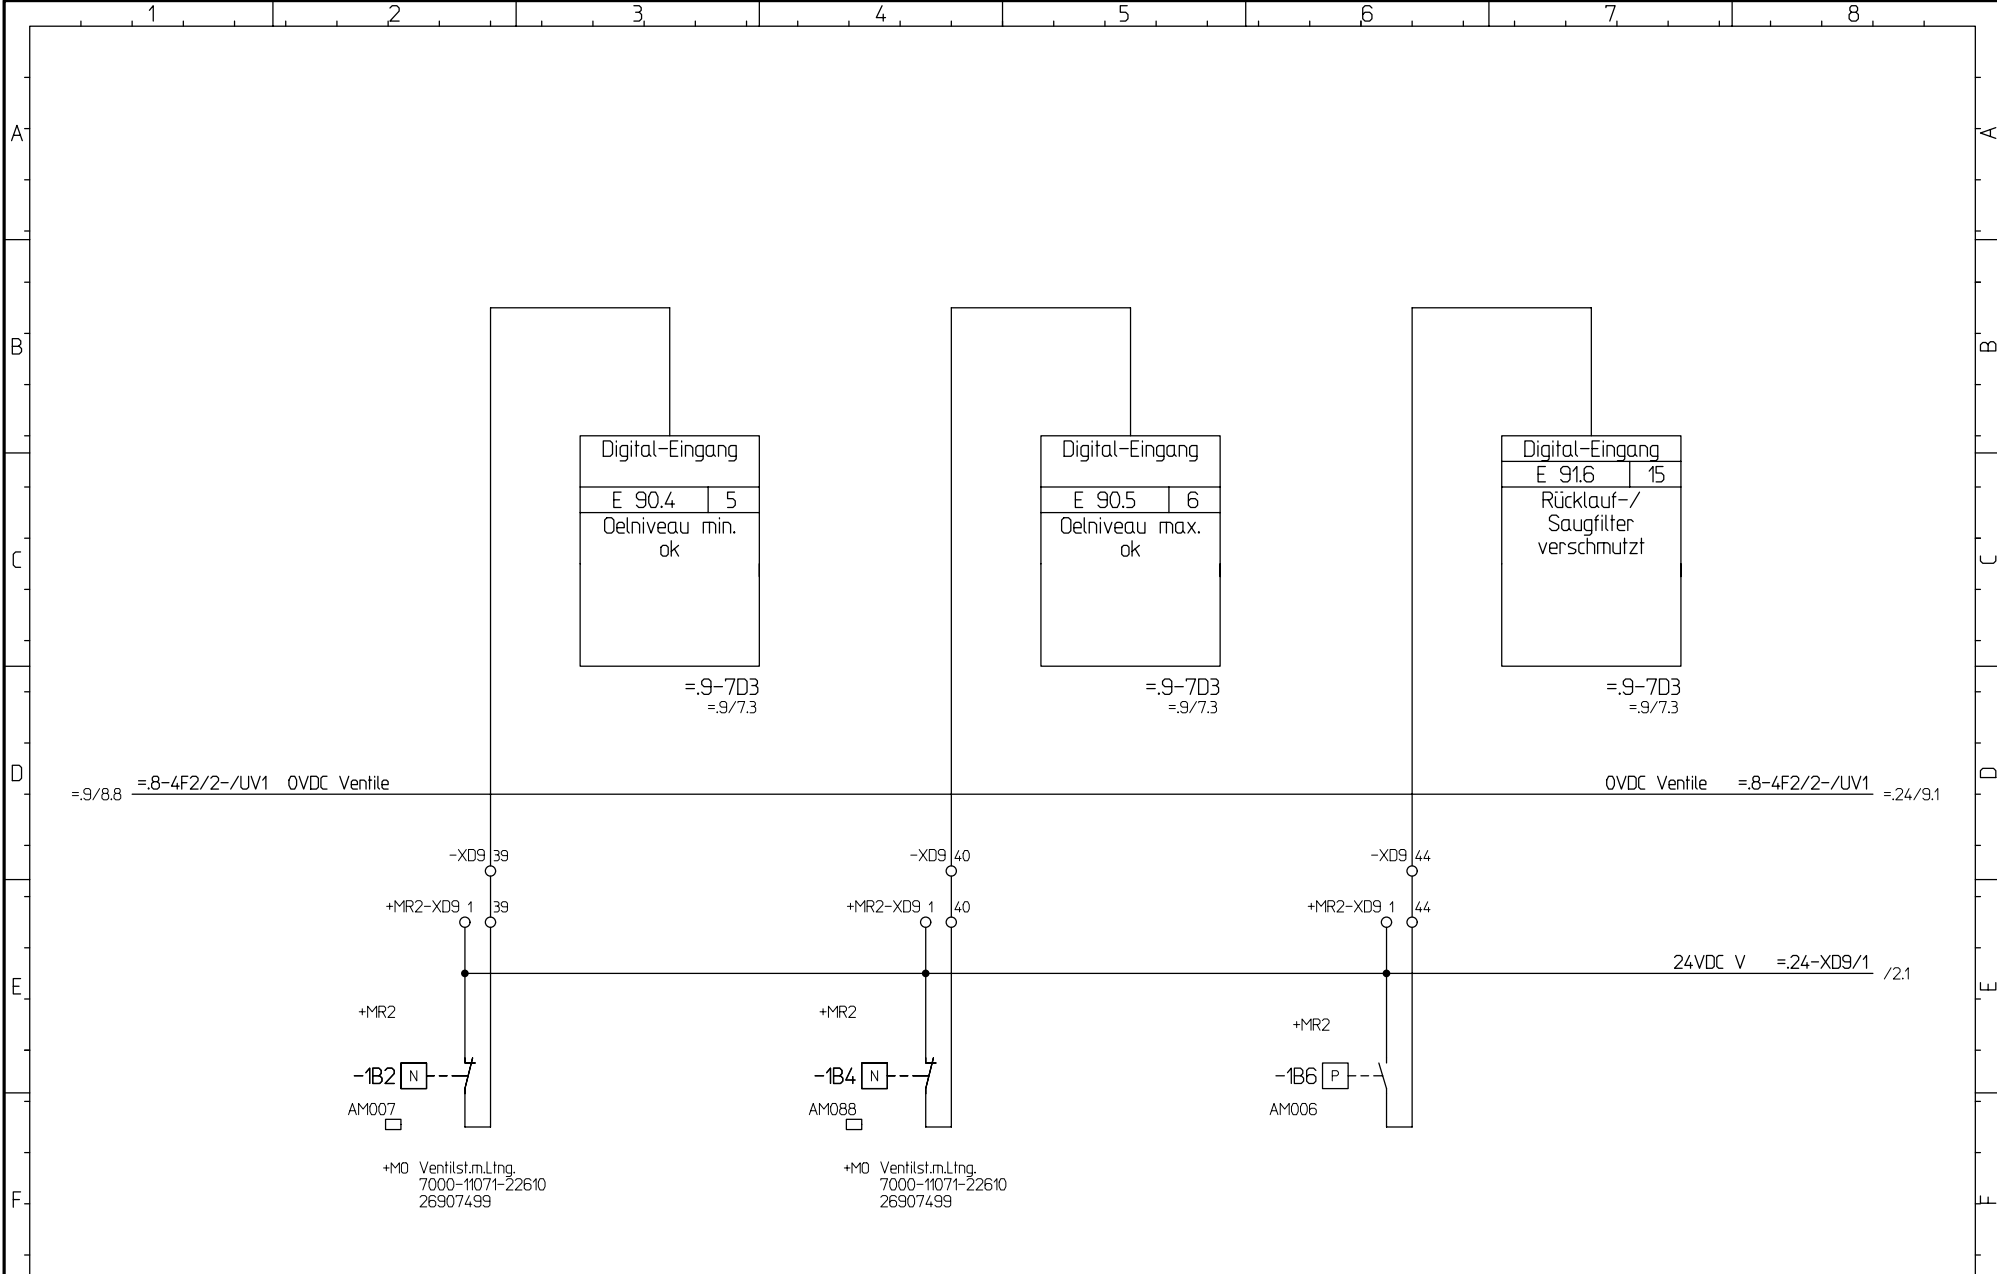 1 2 3 4 5 6 7 8
A A
B B
Digital-Eingang Digital-Eingang Digital-Eingang
E 91.6 15
E 90.4 5 E 90.5 6
Oelniveau min. Oelniveau max. Rücklauf-/
ok ok Saugfilter
verschmutzt
C C
=.9-7D3 =.9-7D3 =.9-7D3
=.9/7.3 =.9/7.3 =.9/7.3
D D
=.9/8.8 =.8-4F2/2-/UV1 0VDC Ventile 0VDC Ventile =.8-4F2/2-/UV1 =.24/9.1
-XD9 39 -XD9 40 -XD9 44
+MR2-XD9 1 39 +MR2-XD9 1 40 +MR2-XD9 1 44
24VDC V =.24-XD9/1 /2.1
E E
+MR2 +MR2 +MR2
-1B2 N -1B4 N -1B6 P
AM007 AM088 AM006
+M0 Ventilst.m.Ltng. +M0 Ventilst.m.Ltng.
7000-11071-22610 7000-11071-22610
26907499 26907499
F F